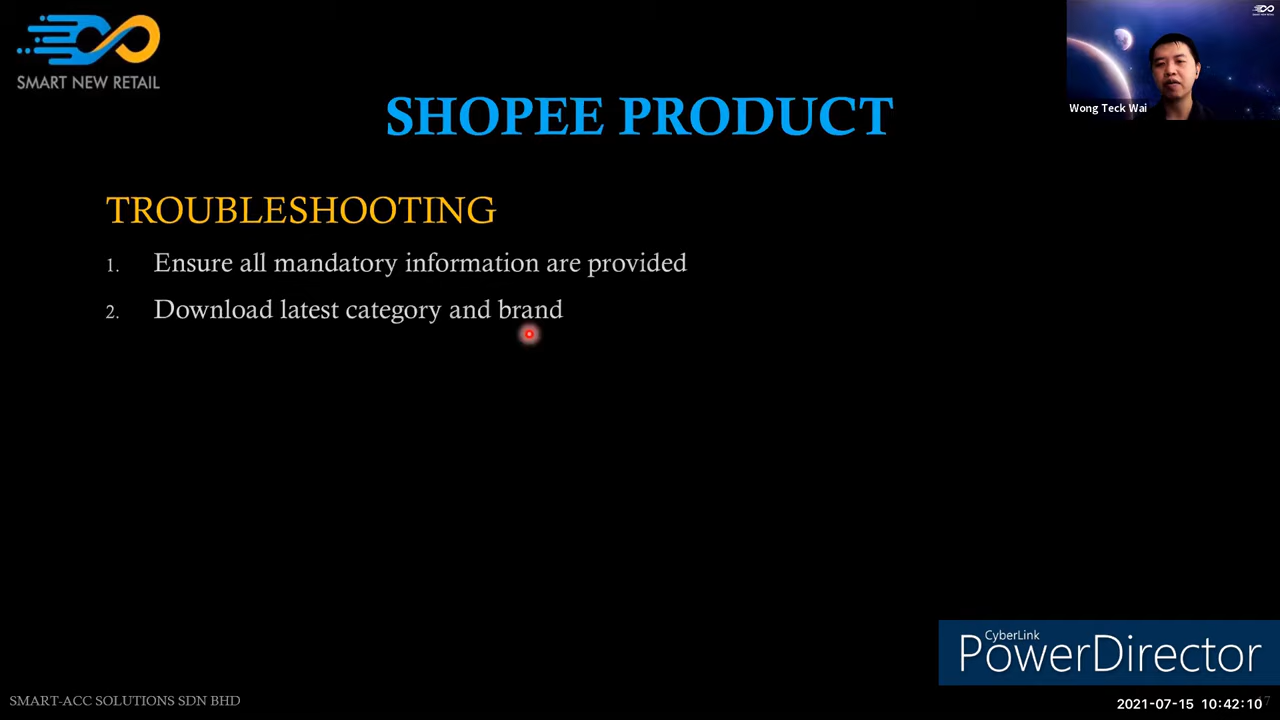 SMART NEW RETAIL
Wong Teck Wai
SHOPEE PRODUCT
TROUBLESHOOTING
1. Ensure all mandatory information are provided
2. Download latest category and brand
CyberLink
PowerDirector
SMART-ACC SOLUTIONS SDN BHD
2021-07-15 10:42:10